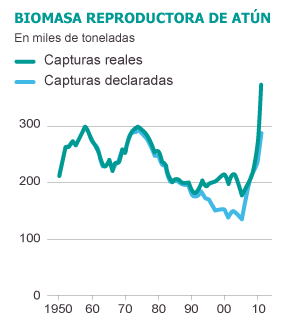 BIOMASA REPRODUCTORA DE ATÚN
En miles de toneladas
Capturas reales
Capturas declaradas
300
200
100
0
1950 60 70 80 90 00 10